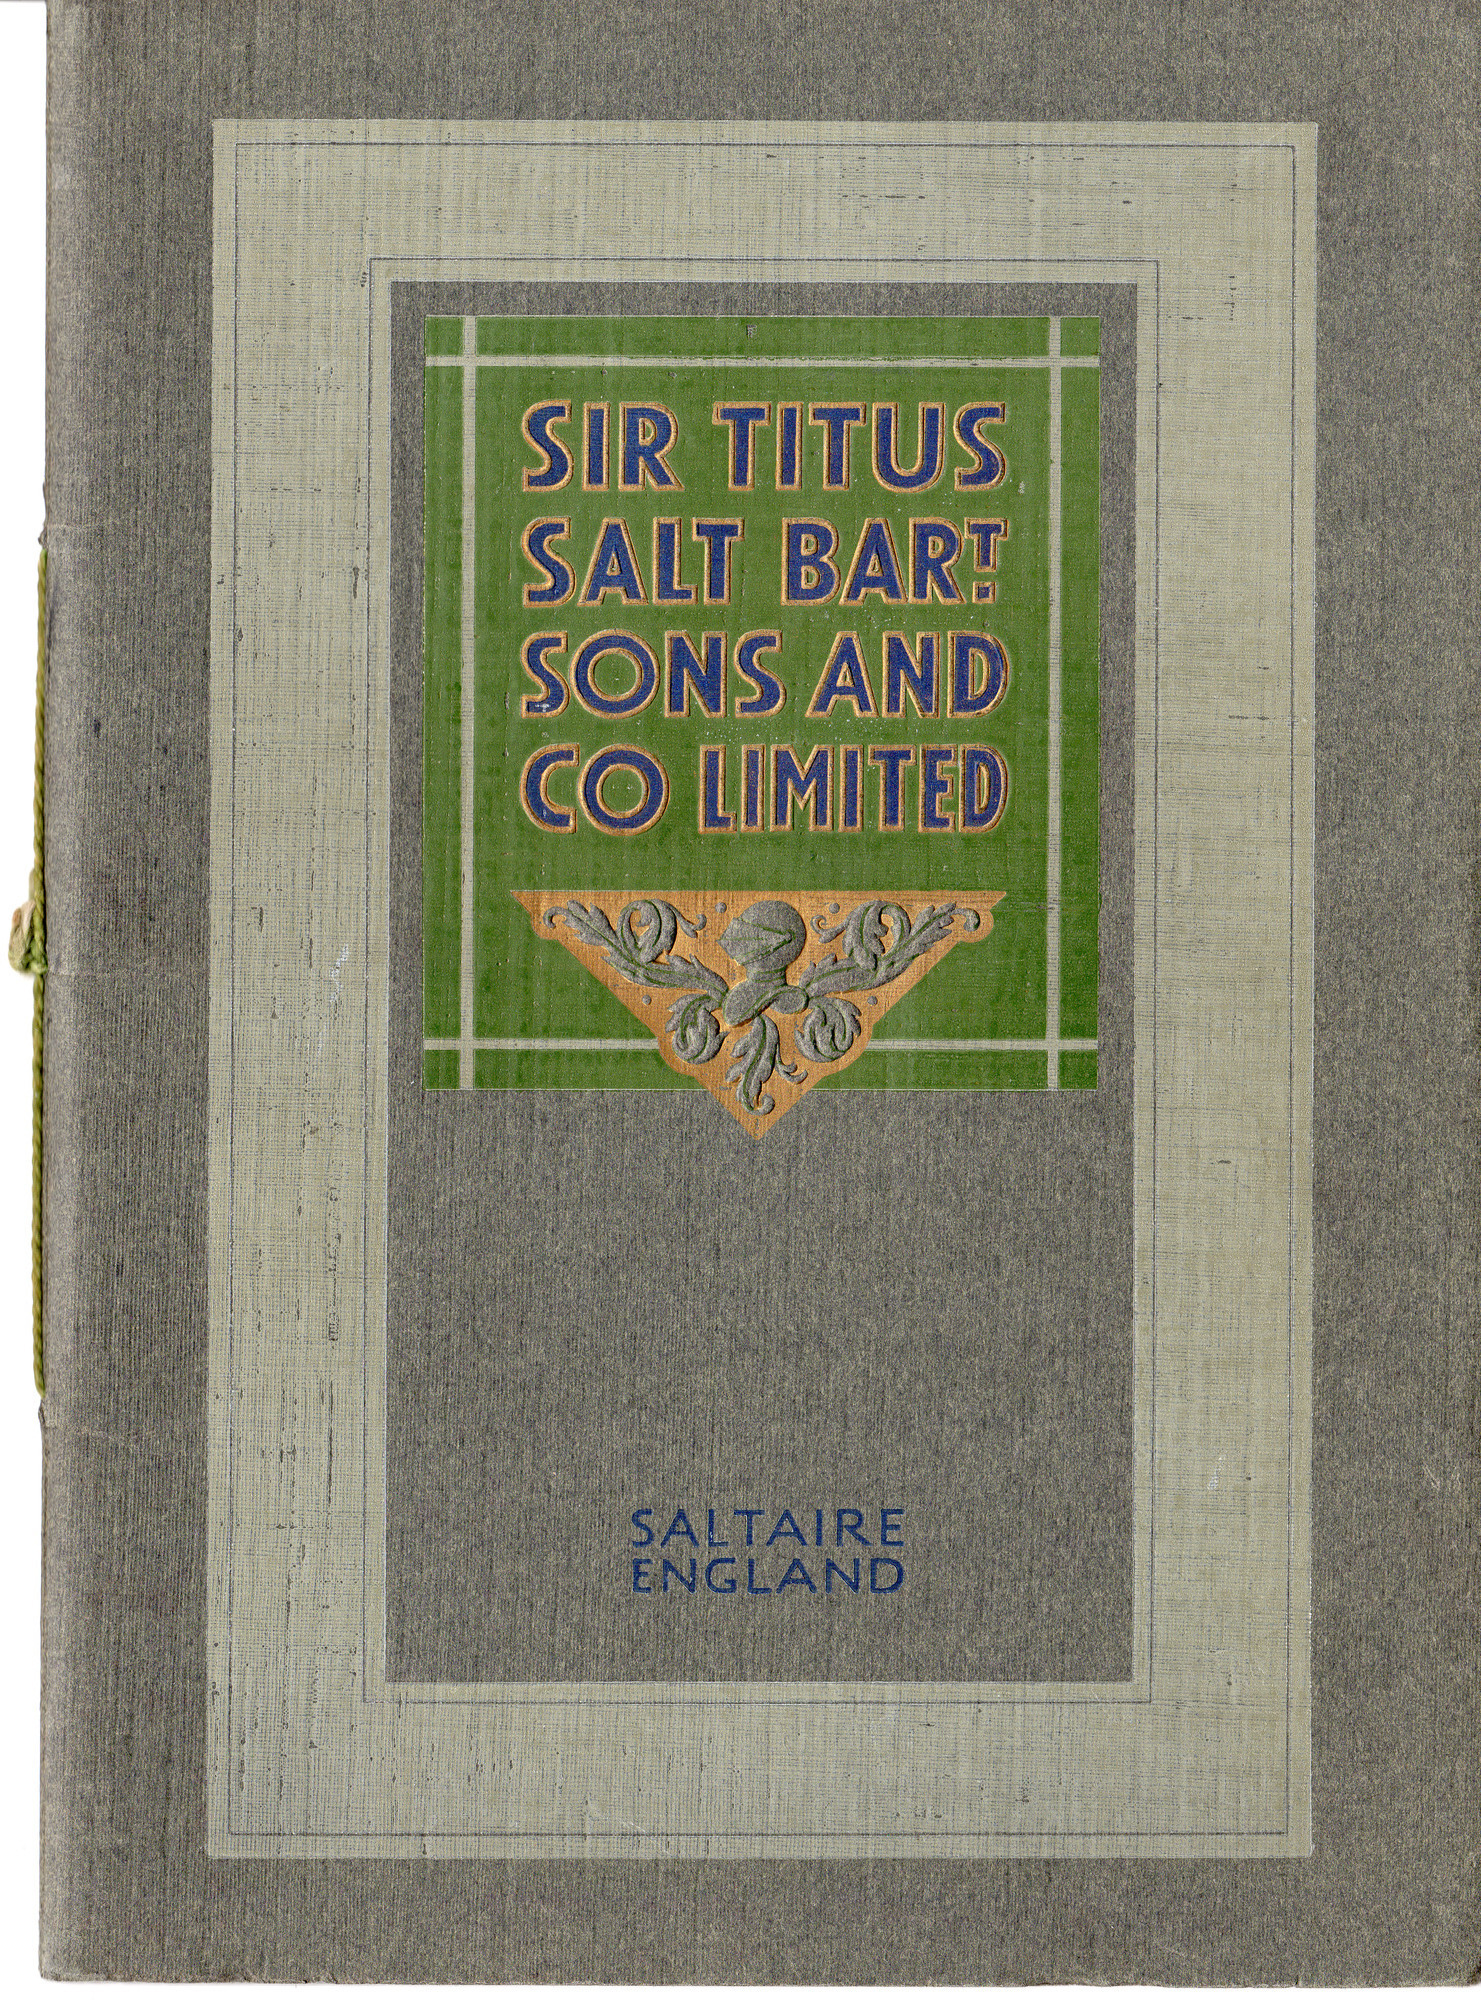 SIR TITUS
SALT BART.
SONS AND
CO LIMITED
SALTAIRE
ENGLAND